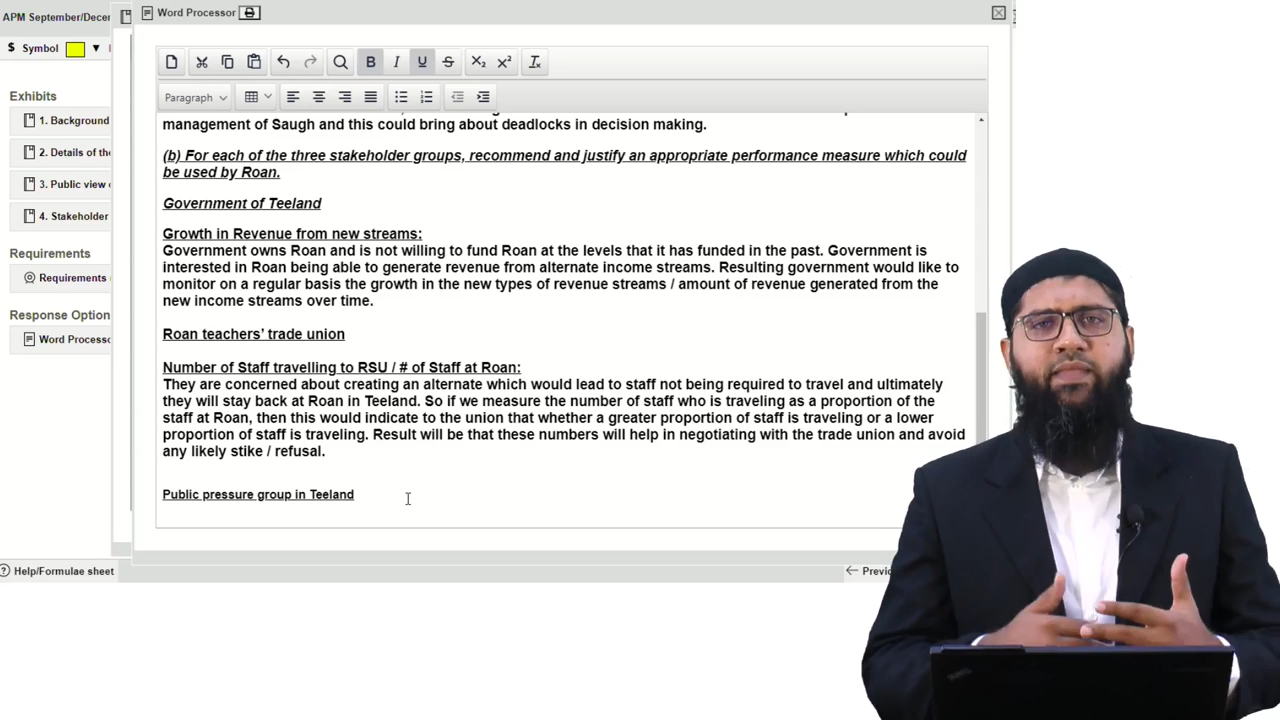 APM September/Decer
Word Processor
$ Symbol
B I U S X₂ X² Tx
Paragraph
Exhibits
1. Background
2. Details of the
3. Public view
4. Stakeholder
Requirements
Requirements
Response Option
Word Processo
management of Saugh and this could bring about deadlocks in decision making.
(b) For each of the three stakeholder groups, recommend and justify an appropriate performance measure which could
be used by Roan.
Government of Teeland
Growth in Revenue from new streams:
Government owns Roan and is not willing to fund Roan at the levels that it has funded in the past. Government is
interested in Roan being able to generate revenue from alternate income streams. Resulting government would like to
monitor on a regular basis the growth in the new types of revenue streams / amount of revenue generated from the
new income streams over time.
Roan teachers’ trade union
Number of Staff travelling to RSU / # of Staff at Roan:
They are concerned about creating an alternate which would lead to staff not being required to travel and ultimately
they will stay back at Roan in Teeland. So if we measure the number of staff who is traveling as a proportion of the
staff at Roan, then this would indicate to the union that whether a greater proportion of staff is traveling or a lower
proportion of staff is traveling. Result will be that these numbers will help in negotiating with the trade union and avoid
any likely stike / refusal.
Public pressure group in Teeland
Help/Formulae sheet
Previo